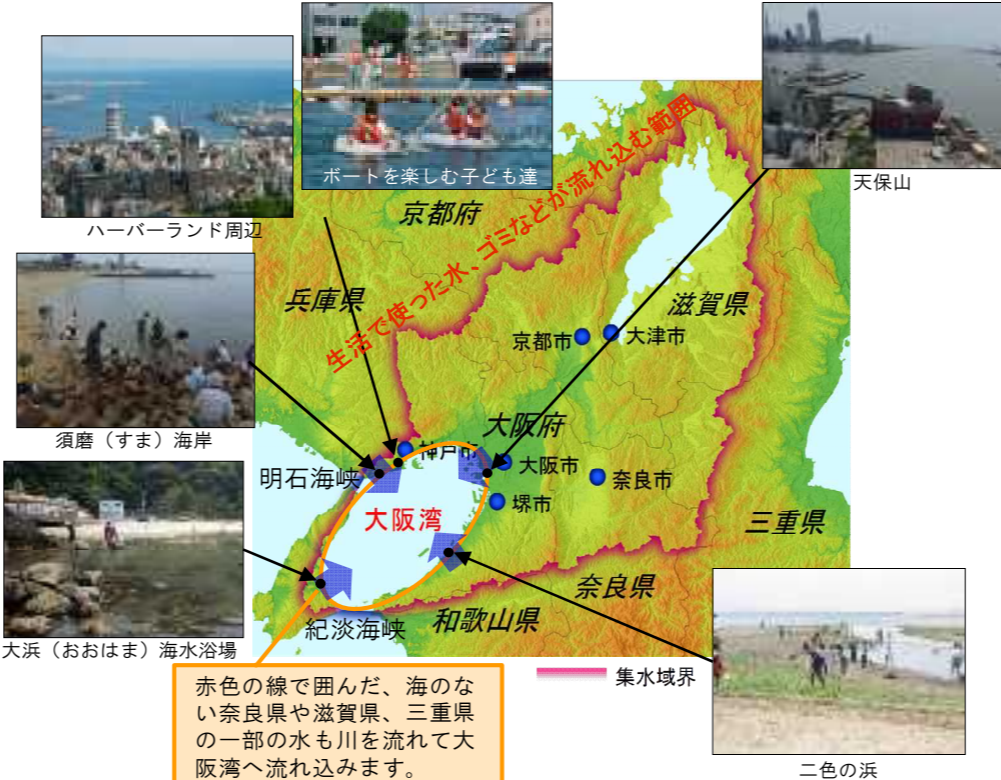 ボートを楽しむ子ども達
天保山
ハーバーランド周辺
生活で使った水、ゴミなどが流れ込む範囲
京都府
兵庫県
滋賀県
京都市
大津市
須磨（すま）海岸
大阪府
神戸市
大阪市
明石海峡
奈良市
堺市
大阪湾
三重県
奈良県
和歌山県
紀淡海峡
大浜（おおはま）海水浴場
集水域界
赤色の線で囲んだ、海のな
い奈良県や滋賀県、三重県
の一部の水も川を流れて大
阪湾へ流れ込みます。
二色の浜